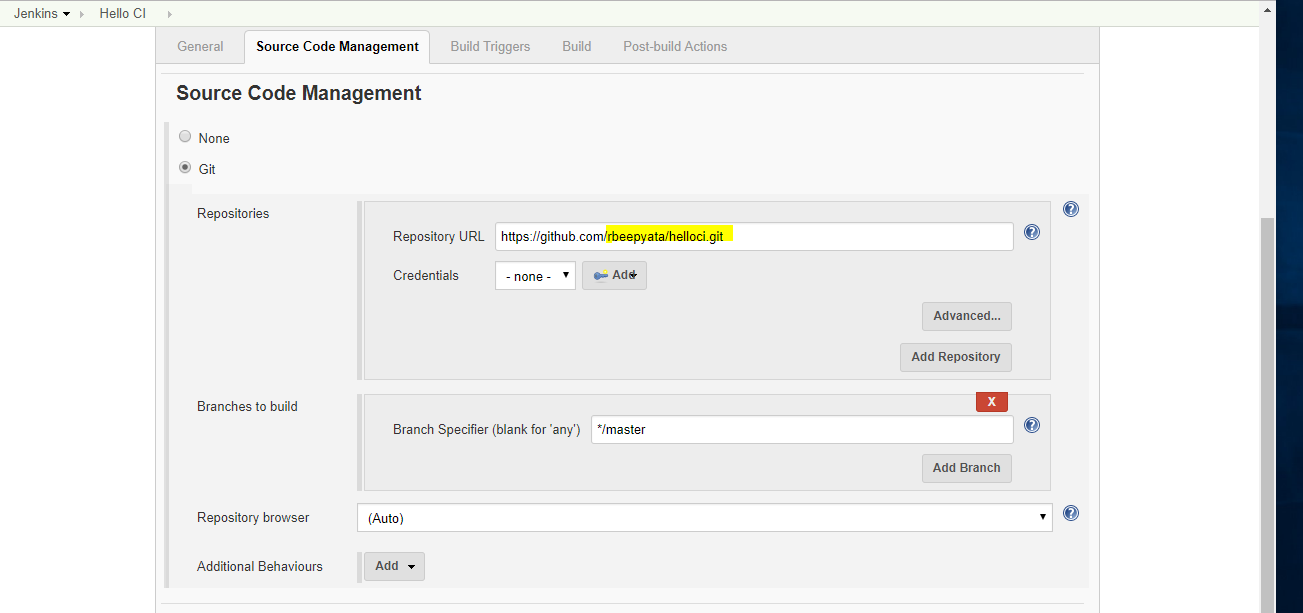 Jenkins Hello CI
General Source Code Management Build Triggers Build Post-build Actions
Source Code Management
None
Git
Repositories
Repository URL https://github.com/rbeepyata/helloci.git
Credentials - none - Add
Advanced...
Add Repository
Branches to build
X
Branch Specifier (blank for 'any') */master
Add Branch
Repository browser (Auto)
Additional Behaviours Add